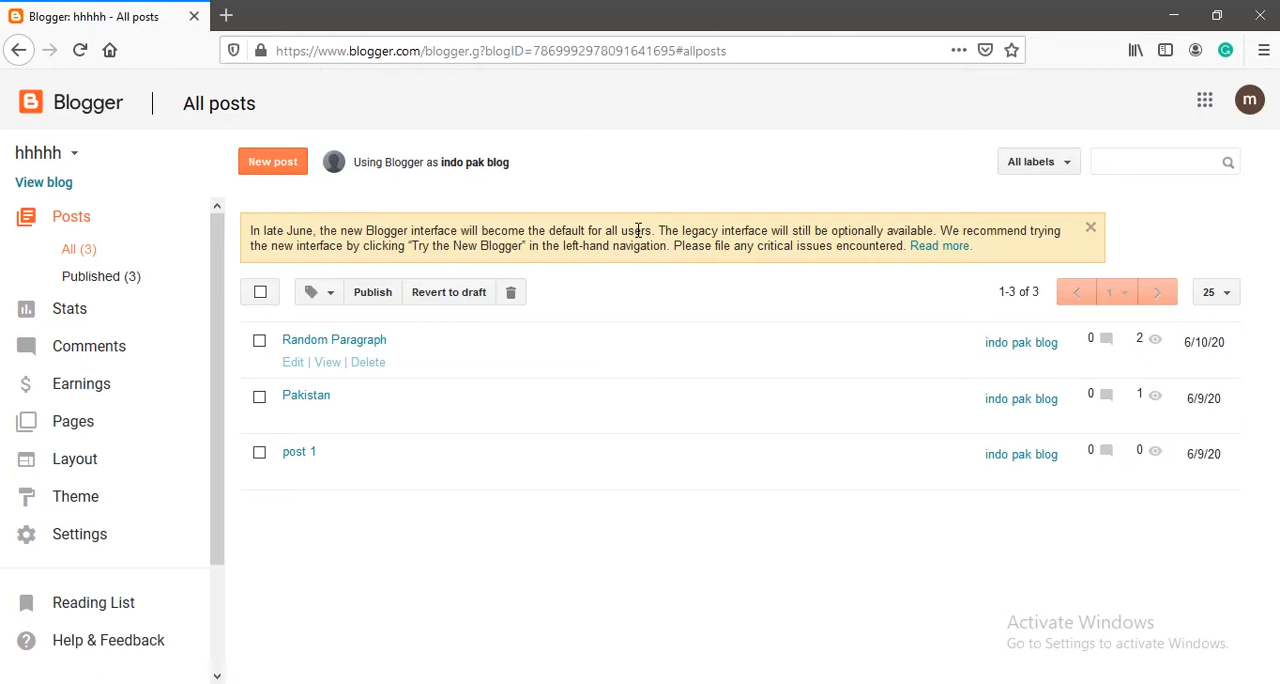 Blogger: hhhhh - All posts
https://www.blogger.com/blogger.g?blogID=7869992978091641695#allposts
Blogger
All posts
m
hhhhh
View blog
New post
Using Blogger as indo pak blog
All labels
Posts
All (3)
Published (3)
Stats
Comments
Earnings
Pages
Layout
Theme
Settings
Reading List
Help & Feedback
In late June, the new Blogger interface will become the default for all users. The legacy interface will still be optionally available. We recommend trying
the new interface by clicking “Try the New Blogger” in the left-hand navigation. Please file any critical issues encountered. Read more.
Publish
Revert to draft
1-3 of 3
1
25
Random Paragraph
indo pak blog 0 2 6/10/20
Edit | View | Delete
Pakistan
indo pak blog 0 1 6/9/20
post 1
indo pak blog 0 0 6/9/20
Activate Windows
Go to Settings to activate Windows.